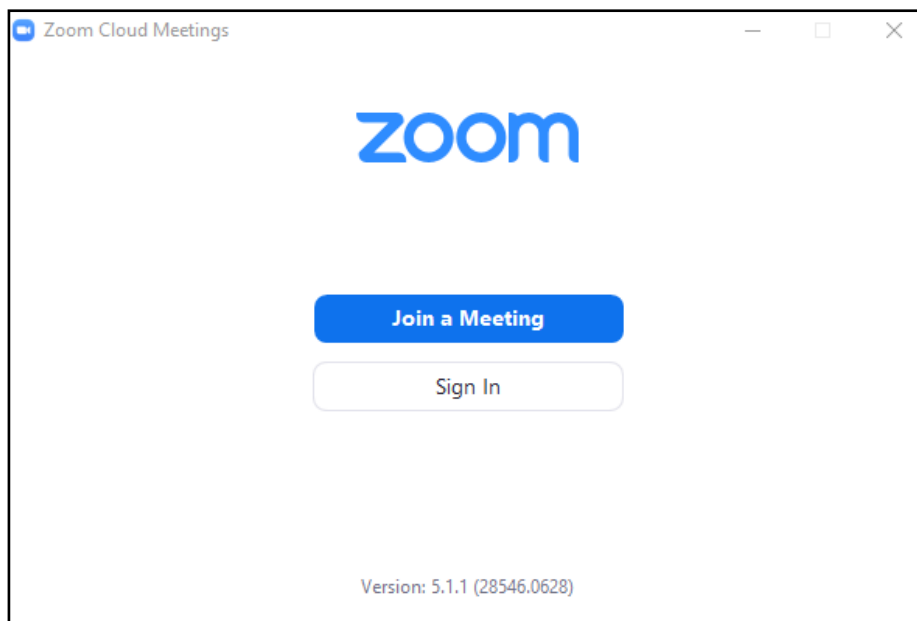 Zoom Cloud Meetings
zoom
Join a Meeting
Sign In
Version: 5.1.1 (28546.0628)